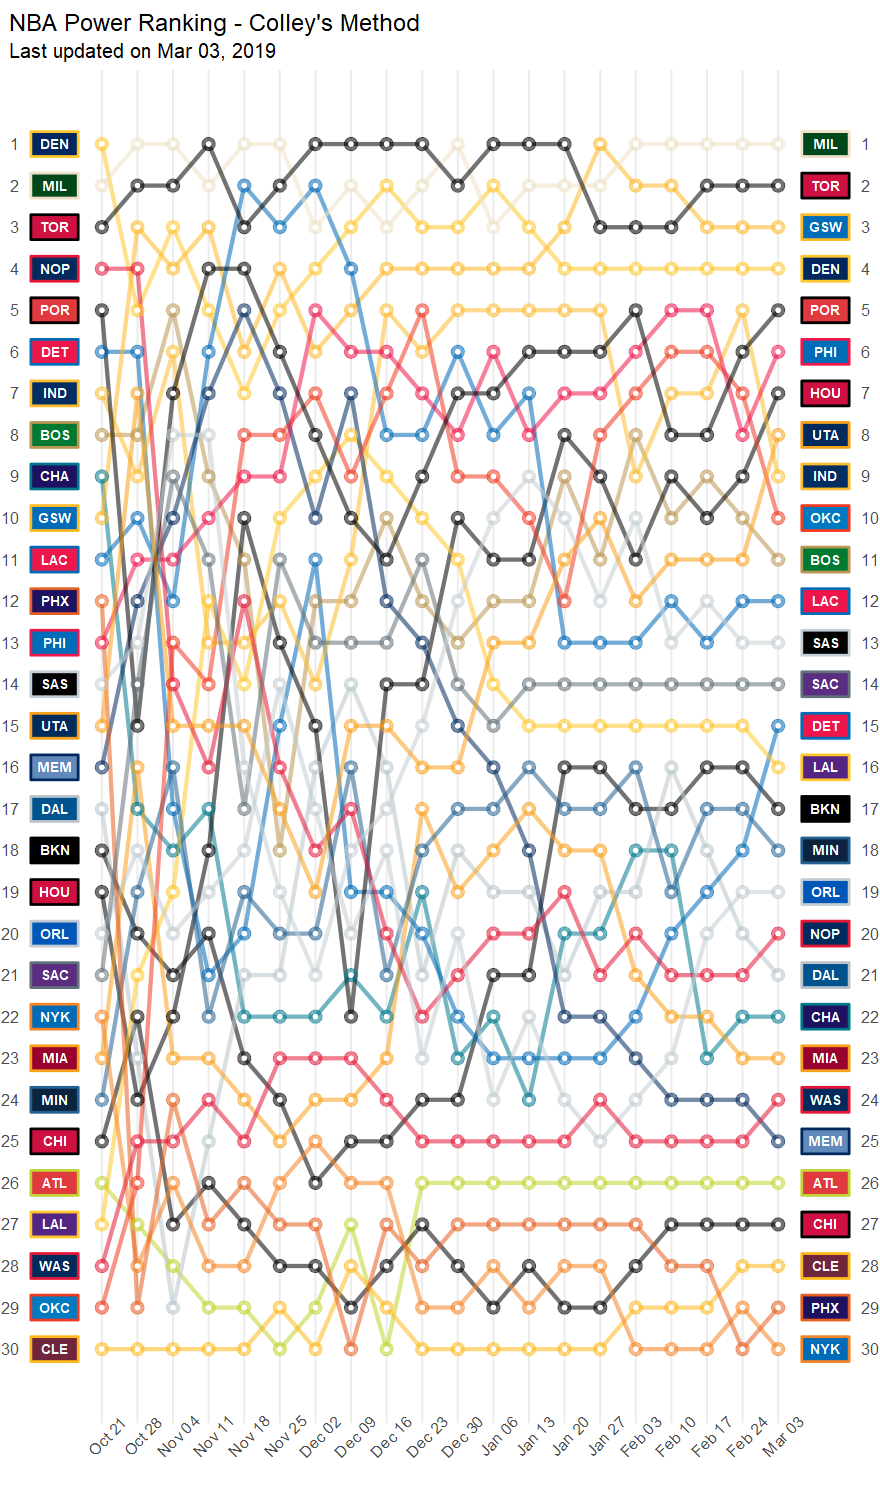 NBA Power Ranking - Colley's Method
Last updated on Mar 03, 2019
1 DEN MIL 1
2 MIL TOR 2
3 TOR GSW 3
4 NOP DEN 4
5 POR POR 5
6 DET PHI 6
7 IND HOU 7
8 BOS UTA 8
9 CHA IND 9
10 GSW OKC 10
11 LAC BOS 11
12 PHX LAC 12
13 PHI SAS 13
14 SAS SAC 14
15 UTA DET 15
16 MEM LAL 16
17 DAL BKN 17
18 BKN MIN 18
19 HOU ORL 19
20 ORL NOP 20
21 SAC DAL 21
22 NYK CHA 22
23 MIA MIA 23
24 MIN WAS 24
25 CHI MEM 25
26 ATL ATL 26
27 LAL CHI 27
28 WAS CLE 28
29 OKC PHX 29
30 CLE NYK 30
Oct 21 Oct 28 Nov 04 Nov 11 Nov 18 Nov 25 Dec 02 Dec 09 Dec 16 Dec 23 Dec 30 Jan 06 Jan 13 Jan 20 Jan 27 Feb 03 Feb 10 Feb 17 Feb 24 Mar 03